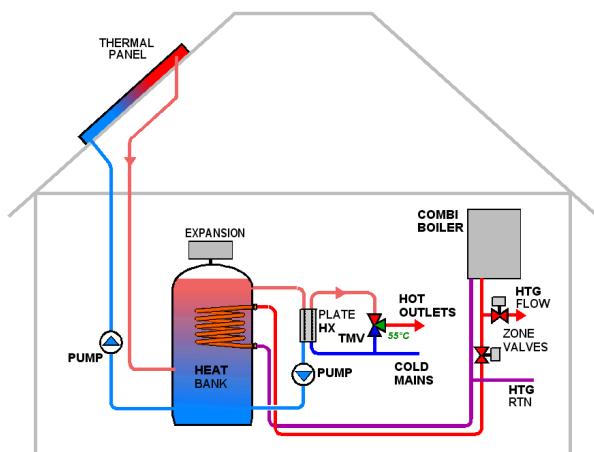 THERMAL
PANEL
COMBI
BOILER
EXPANSION
HTG
FLOW
PLATE
HX
HOT
OUTLETS
TMV
55°C
ZONE
VALVES
PUMP
HEAT
BANK
PUMP
COLD
MAINS
HTG
RTN